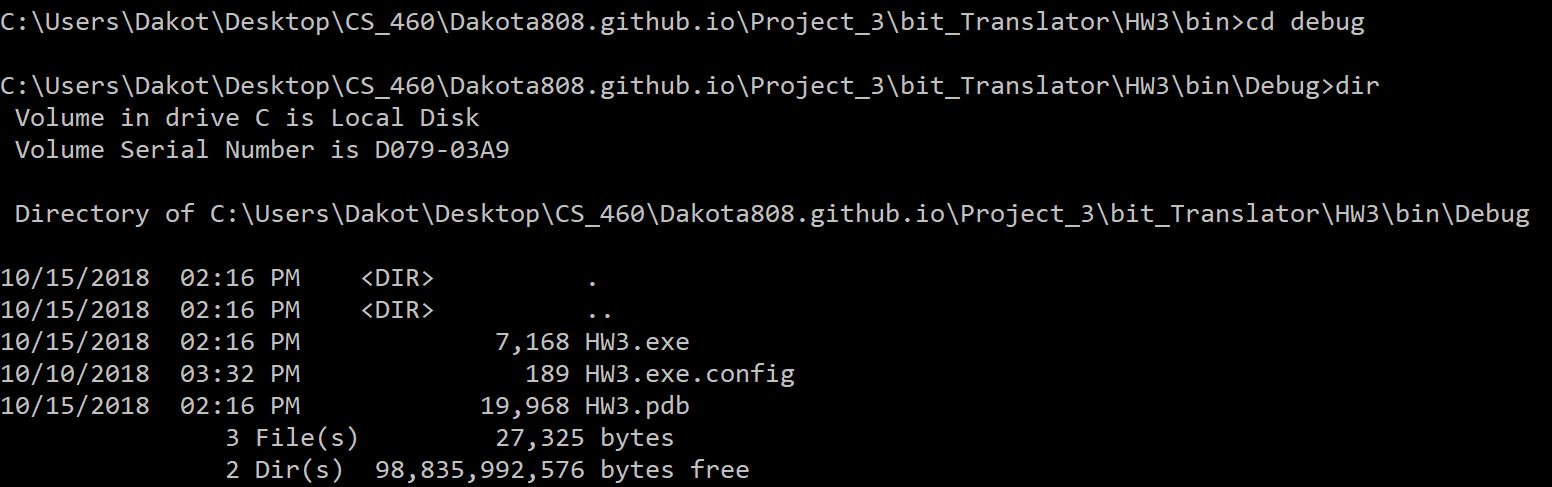 C:\Users\Dakot\Desktop\CS_460\Dakota808.github.io\Project_3\bit_Translator\HW3\bin>cd debug
C:\Users\Dakot\Desktop\CS_460\Dakota808.github.io\Project_3\bit_Translator\HW3\bin\Debug>dir
 Volume in drive C is Local Disk
 Volume Serial Number is D079-03A9
 Directory of C:\Users\Dakot\Desktop\CS_460\Dakota808.github.io\Project_3\bit_Translator\HW3\bin\Debug
10/15/2018  02:16 PM    <DIR>          .
10/15/2018  02:16 PM    <DIR>          ..
10/15/2018  02:16 PM             7,168 HW3.exe
10/10/2018  03:32 PM               189 HW3.exe.config
10/15/2018  02:16 PM            19,968 HW3.pdb
               3 File(s)         27,325 bytes
               2 Dir(s)  98,835,992,576 bytes free